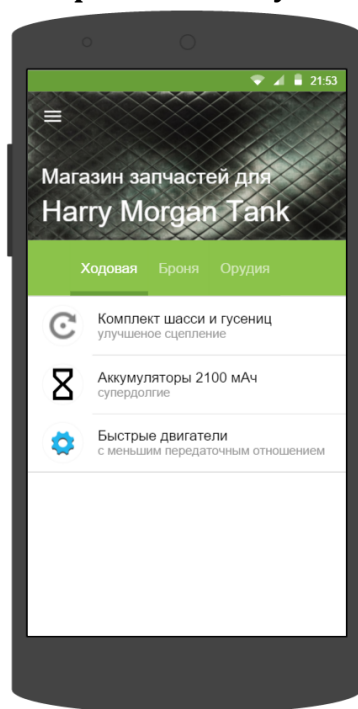 21:53
Магазин запчастей для
Harry Morgan Tank
Ходовая Броня Орудия
Комплект шасси и гусениц
улучшеное сцепление
Аккумуляторы 2100 мАч
супердолгие
Быстрые двигатели
с меньшим передаточным отношением